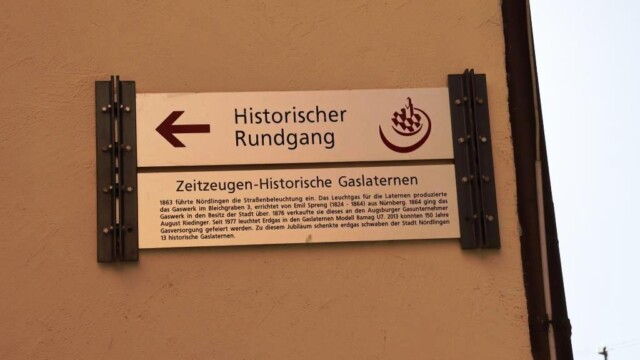 Historischer
Rundgang
Zeitzeugen-Historische Gaslaternen
1863 führte Nördlingen die Straßenbeleuchtung ein. Das Leuchtgas für die Laternen produzierte
das Gaswerk im Bleichgraben 3, errichtet von Emil Spreng (1824 - 1864) aus Nürnberg. 1864 ging das
Gaswerk in den Besitz der Stadt über. 1876 verkaufte sie dieses an den Augsburger Gasunternehmer
August Riedinger. Seit 1977 leuchtet Erdgas in den Gaslaternen Modell Bamag U7. 2013 konnten 150 Jahre
Gasversorgung gefeiert werden. Zu diesem Jubiläum schenkte erdgas schwaben der Stadt Nördlingen
13 historische Gaslaternen.